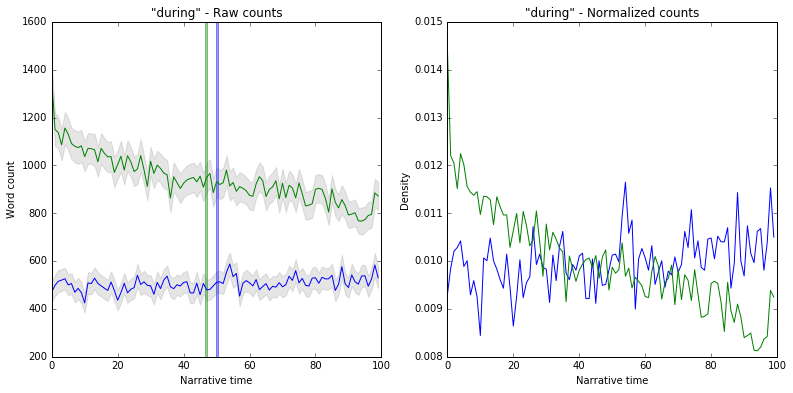 "during" - Raw counts
1600
1400
1200
1000
800
600
400
200
Word count
0 20 40 60 80 100
Narrative time
"during" - Normalized counts
0.015
0.014
0.013
0.012
0.011
0.010
0.009
0.008
Density
0 20 40 60 80 100
Narrative time